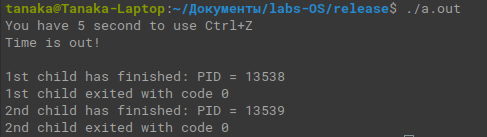 tanaka@Tanaka-Laptop:~/Документы/labs-OS/release$ ./a.out
You have 5 second to use Ctrl+Z
Time is out!
1st child has finished: PID = 13538
1st child exited with code 0
2nd child has finished: PID = 13539
2nd child exited with code 0